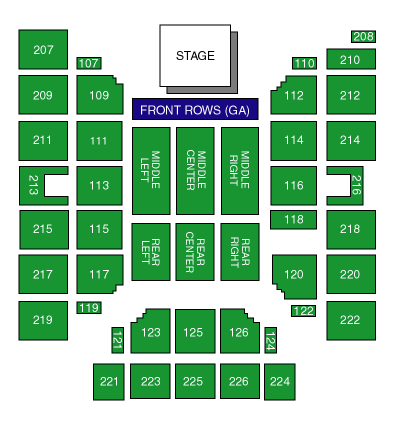 STAGE
208
207
107
110
210
209
109
112
212
FRONT ROWS (GA)
211
111
MIDDLE
LEFT
MIDDLE
CENTER
MIDDLE
RIGHT
114
214
213
113
116
216
215
115
REAR
LEFT
REAR
CENTER
REAR
RIGHT
118
218
217
117
120
220
219
119
122
222
121
123
125
126
124
221
223
225
226
224